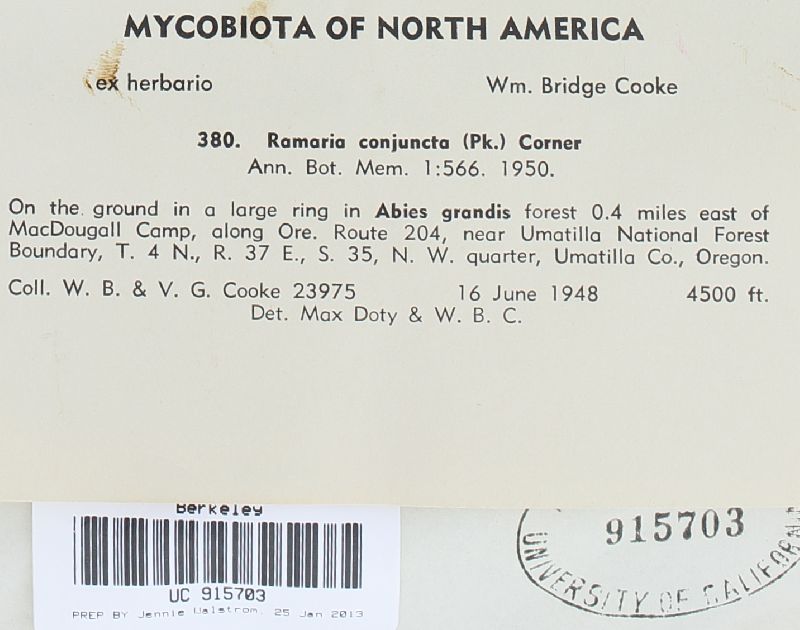 MYCOBIOTA OF NORTH AMERICA
ex herbario Wm. Bridge Cooke
380. Ramaria conjuncta (Pk.) Corner
Ann. Bot. Mem. 1:566. 1950.
On the ground in a large ring in Abies grandis forest 0.4 miles east of
MacDougall Camp, along Ore. Route 204, near Umatilla National Forest
Boundary, T. 4 N., R. 37 E., S. 35, N. W. quarter, Umatilla Co., Oregon.
Coll. W. B. & V. G. Cooke 23975 16 June 1948 4500 ft.
Det. Max Doty & W. B. C.
Berkeley
UC 915703
PREP BY Jennie Walstrom, 25 Jan 2013
915703
UNIVERSITY OF CALIFORN